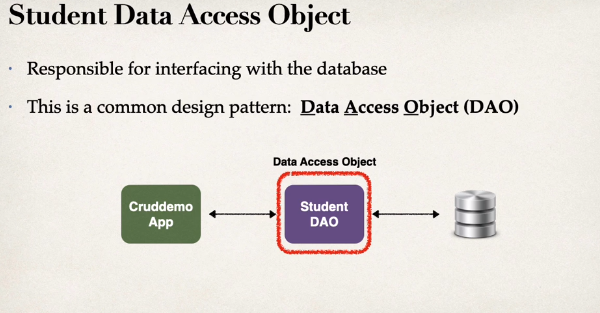 Student Data Access Object
· Responsible for interfacing with the database
· This is a common design pattern: Data Access Object (DAO)
Data Access Object
Cruddemo
App
Student
DAO